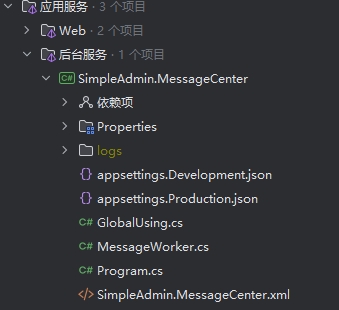 应用服务 · 3 个项目
Web · 2 个项目
后台服务 · 1 个项目
C# SimpleAdmin.MessageCenter
依赖项
Properties
logs
{} appsettings.Development.json
{} appsettings.Production.json
C# GlobalUsing.cs
C# MessageWorker.cs
C# Program.cs
</> SimpleAdmin.MessageCenter.xml